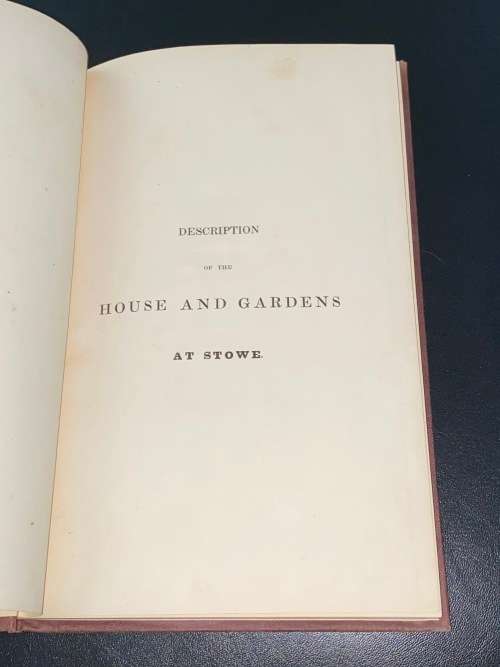 DESCRIPTION
OF THE
HOUSE AND GARDENS
AT STOWE.